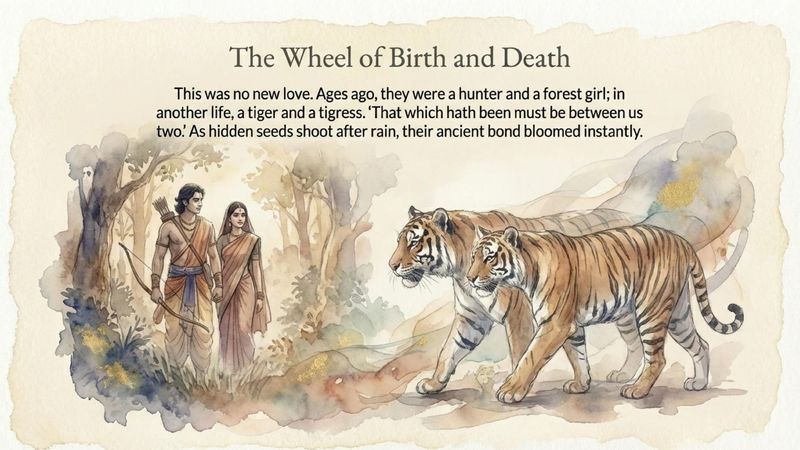 The Wheel of Birth and Death
This was no new love. Ages ago, they were a hunter and a forest girl; in
another life, a tiger and a tigress. ‘That which hath been must be between us
two.’ As hidden seeds shoot after rain, their ancient bond bloomed instantly.